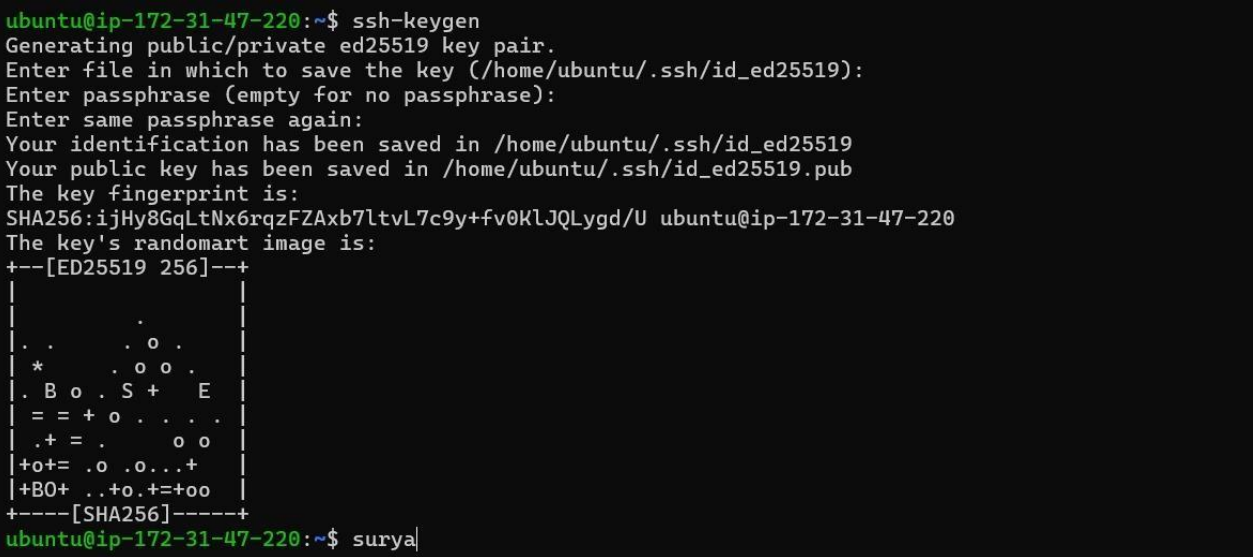 ubuntu@ip-172-31-47-220:~$ ssh-keygen
Generating public/private ed25519 key pair.
Enter file in which to save the key (/home/ubuntu/.ssh/id_ed25519):
Enter passphrase (empty for no passphrase):
Enter same passphrase again:
Your identification has been saved in /home/ubuntu/.ssh/id_ed25519
Your public key has been saved in /home/ubuntu/.ssh/id_ed25519.pub
The key fingerprint is:
SHA256:ijHy8GqLtNx6rqzFZAxb7ltvL7c9y+fv0KlJQLygd/U ubuntu@ip-172-31-47-220
The key's randomart image is:
+--[ED25519 256]--+
|                 |
|         .       |
|. .     . o .    |
| *     . o o .   |
|. B o . S +   E  |
| = = + o . . . . |
| .+ = .     o o  |
|+o+= .o .o...+   |
|+BO+ ..+o.+=+oo  |
+----[SHA256]-----+
ubuntu@ip-172-31-47-220:~$ surya